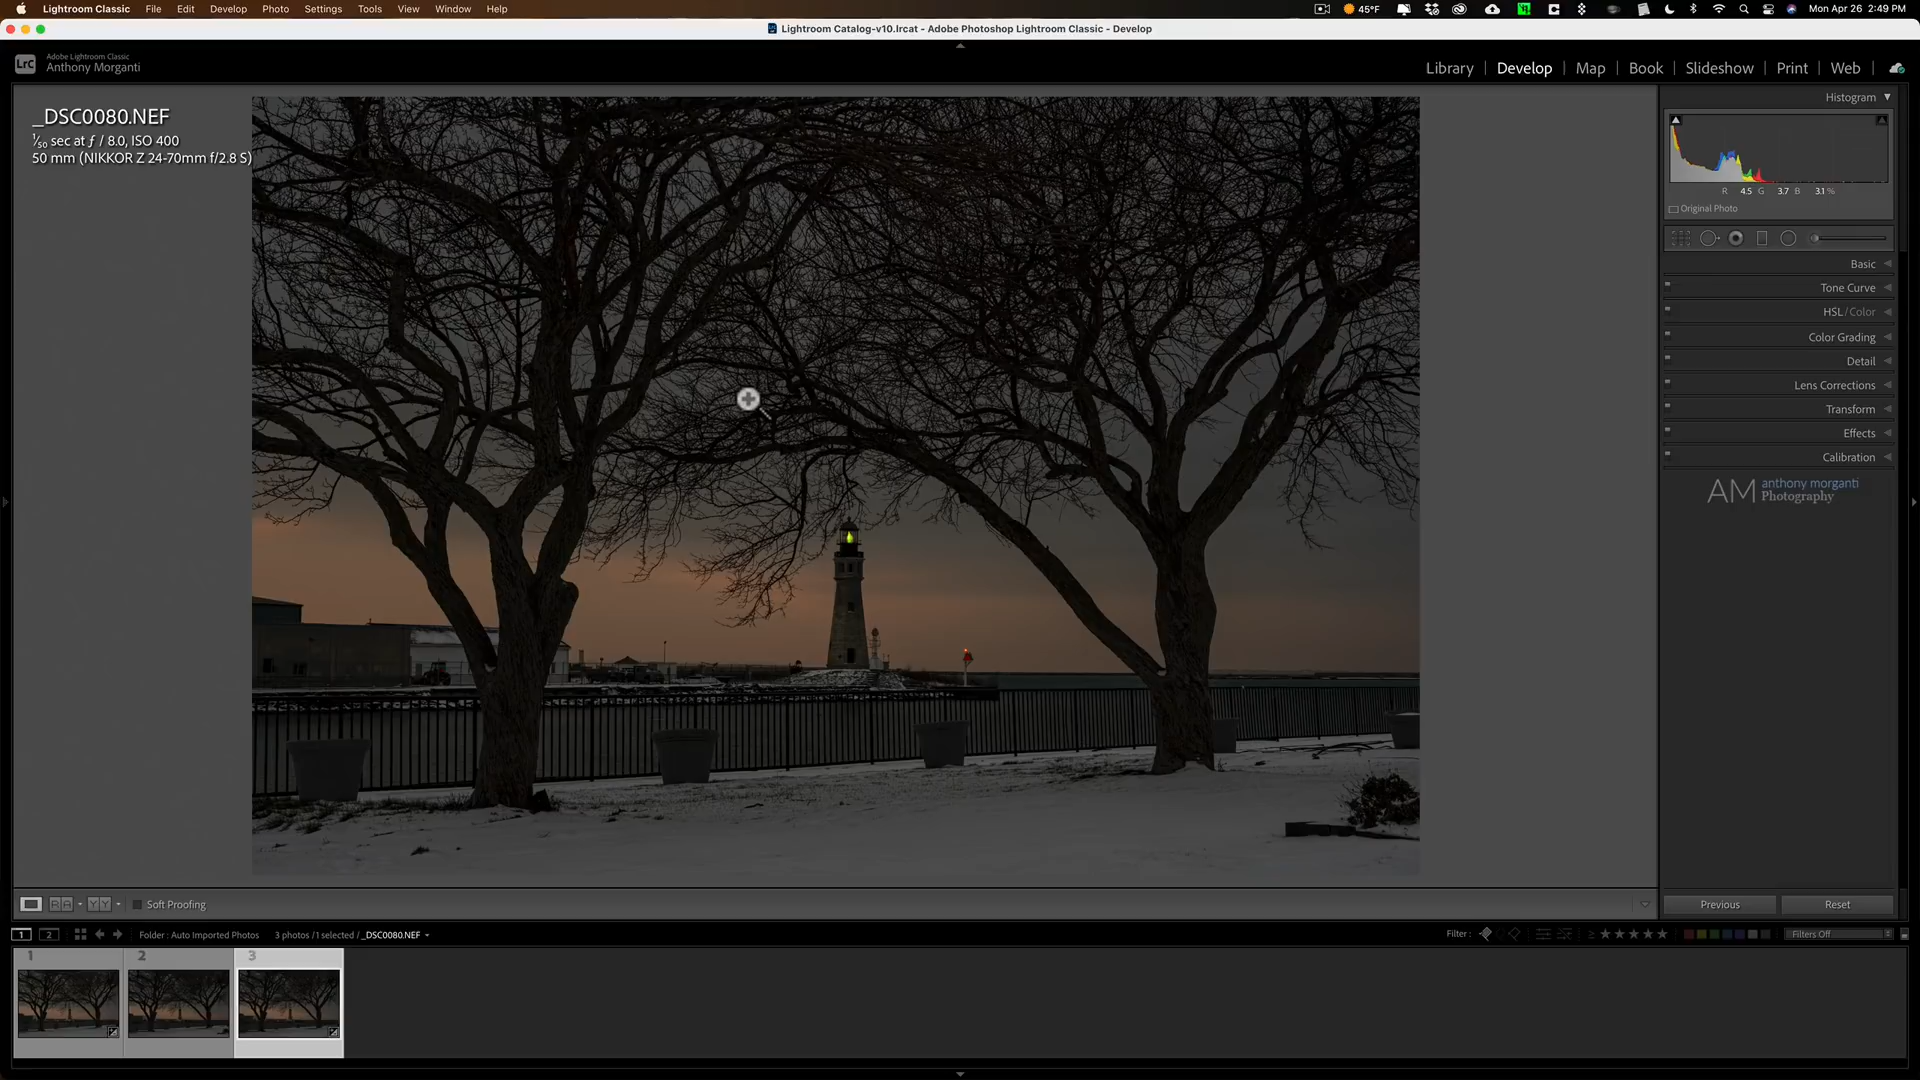 Lightroom Classic File Edit Develop Photo Settings Tools View Window Help 45°F Mon Apr 26 2:49 PM
Lightroom Catalog-v10.lrcat - Adobe Photoshop Lightroom Classic - Develop
LrC Adobe Lightroom Classic
Anthony Morganti
Library Develop Map Book Slideshow Print Web
Histogram
_DSC0080.NEF
1/50 sec at ƒ / 8.0, ISO 400
50 mm (NIKKOR Z 24-70mm f/2.8 S)
R 4.5 G 3.7 B 3.1 %
Original Photo
Basic
Tone Curve
HSL / Color
Color Grading
Detail
Lens Corrections
Transform
Effects
Calibration
AM anthony morganti
Photography
R A Y Y Soft Proofing
Previous Reset
1 2 Folder : Auto Imported Photos 3 photos / 1 selected / _DSC0080.NEF Filter : ≥ ★ ★ ★ ★ ★ Filters Off
1 2 3